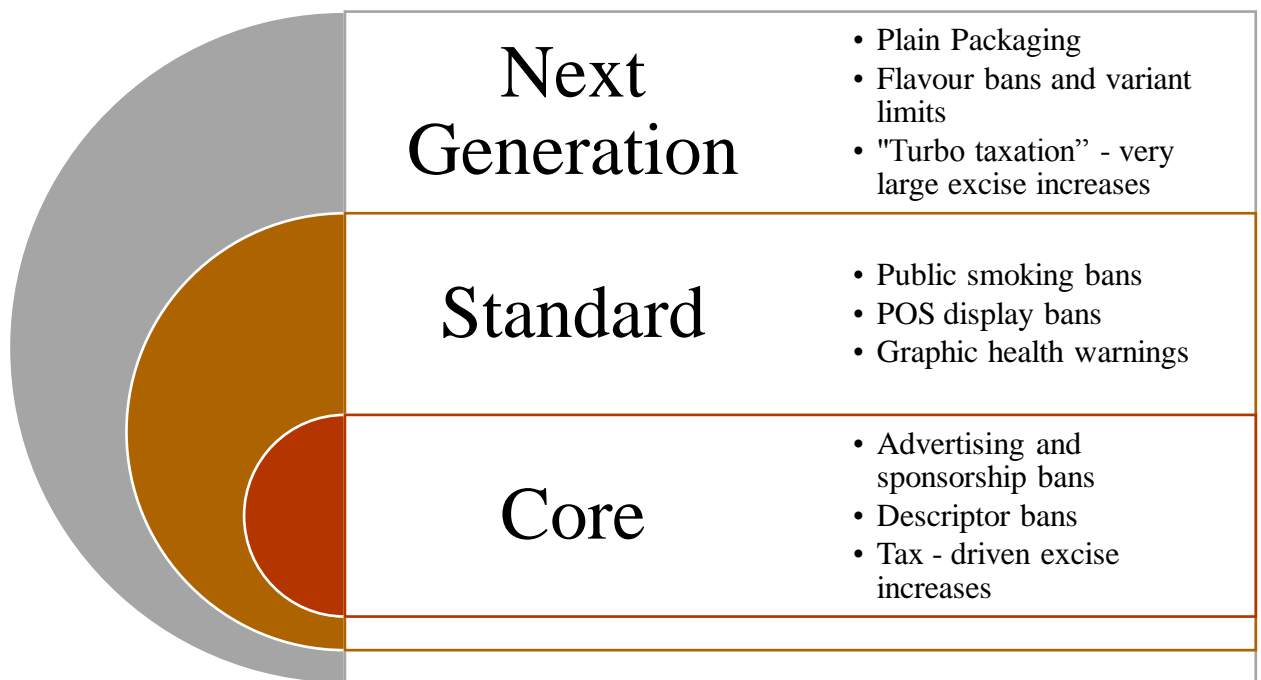 Next
Generation
• Plain Packaging
• Flavour bans and variant
limits
• "Turbo taxation” - very
large excise increases
Standard
• Public smoking bans
• POS display bans
• Graphic health warnings
Core
• Advertising and
sponsorship bans
• Descriptor bans
• Tax - driven excise
increases